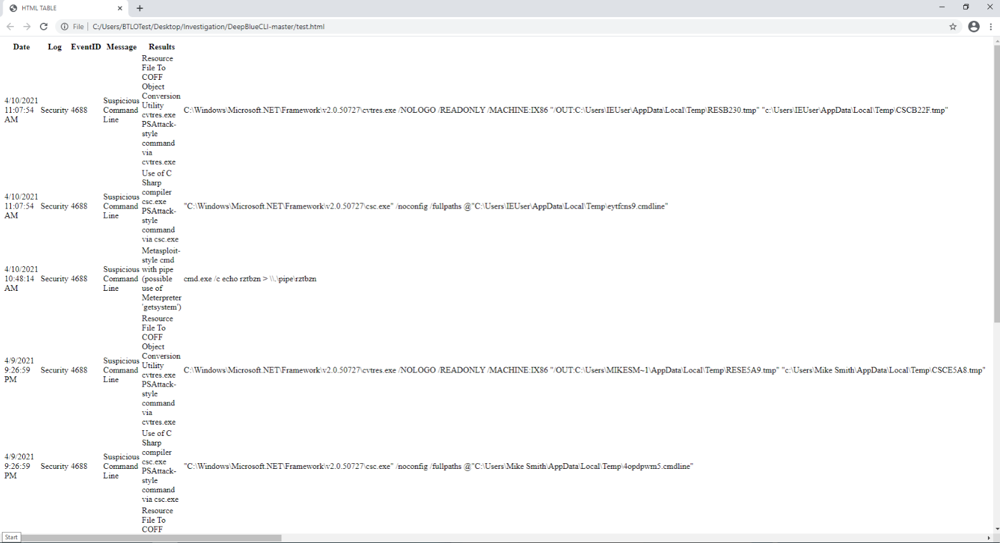 HTML TABLE
File
C:/Users/BTLOTest/Desktop/Investigation/DeepBlueCLI-master/test.html
Date Log EventID Message Results
4/10/2021
11:07:54
AM
Security 4688
Suspicious
Command
Line
Resource
File To
COFF
Object
Conversion
Utility
cvtres.exe
PSAttack-
style
command
via
cvtres.exe
C:\Windows\Microsoft.NET\Framework\v2.0.50727\cvtres.exe /NOLOGO /READONLY /MACHINE:IX86 "/OUT:C:\Users\IEUser\AppData\Local\Temp\RESB230.tmp" "c:\Users\IEUser\AppData\Local\Temp\CSCB22F.tmp"
4/10/2021
11:07:54
AM
Security 4688
Suspicious
Command
Line
Use of C
Sharp
compiler
csc.exe
PSAttack-
style
command
via csc.exe
"C:\Windows\Microsoft.NET\Framework\v2.0.50727\csc.exe" /noconfig /fullpaths @"C:\Users\IEUser\AppData\Local\Temp\eytfcns9.cmdline"
4/10/2021
10:48:14
AM
Security 4688
Suspicious
Command
Line
Metasploit-
style cmd
with pipe
(possible
use of
Meterpreter
'getsystem')
cmd.exe /c echo rztbzn > \\.\pipe\rztbzn
4/9/2021
9:26:59
PM
Security 4688
Suspicious
Command
Line
Resource
File To
COFF
Object
Conversion
Utility
cvtres.exe
PSAttack-
style
command
via
cvtres.exe
C:\Windows\Microsoft.NET\Framework\v2.0.50727\cvtres.exe /NOLOGO /READONLY /MACHINE:IX86 "/OUT:C:\Users\MIKESM~1\AppData\Local\Temp\RESE5A9.tmp" "c:\Users\Mike Smith\AppData\Local\Temp\CSCE5A8.tmp"
4/9/2021
9:26:59
PM
Security 4688
Suspicious
Command
Line
Use of C
Sharp
compiler
csc.exe
PSAttack-
style
command
via csc.exe
"C:\Windows\Microsoft.NET\Framework\v2.0.50727\csc.exe" /noconfig /fullpaths @"C:\Users\Mike Smith\AppData\Local\Temp\4opdpwm5.cmdline"
Resource
File To
COFF
Start